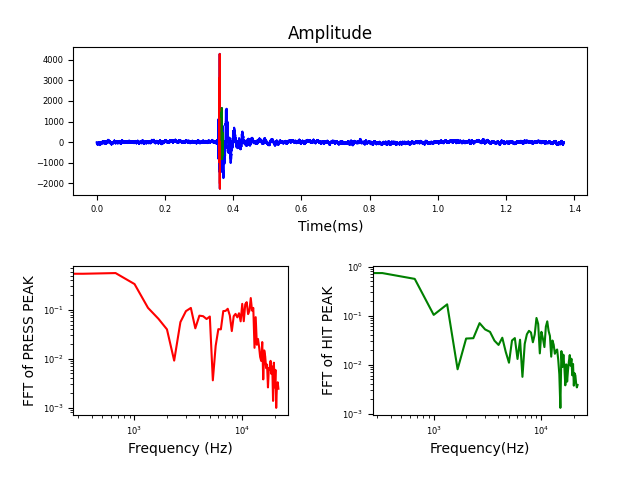 Amplitude
4000
3000
2000
1000
0
−1000
−2000
0.0 0.2 0.4 0.6 0.8 1.0 1.2 1.4
Time(ms)
FFT of PRESS PEAK
10⁻¹
10⁻²
10⁻³
10³ 10⁴
Frequency (Hz)
FFT of HIT PEAK
10⁰
10⁻¹
10⁻²
10⁻³
10³ 10⁴
Frequency(Hz)